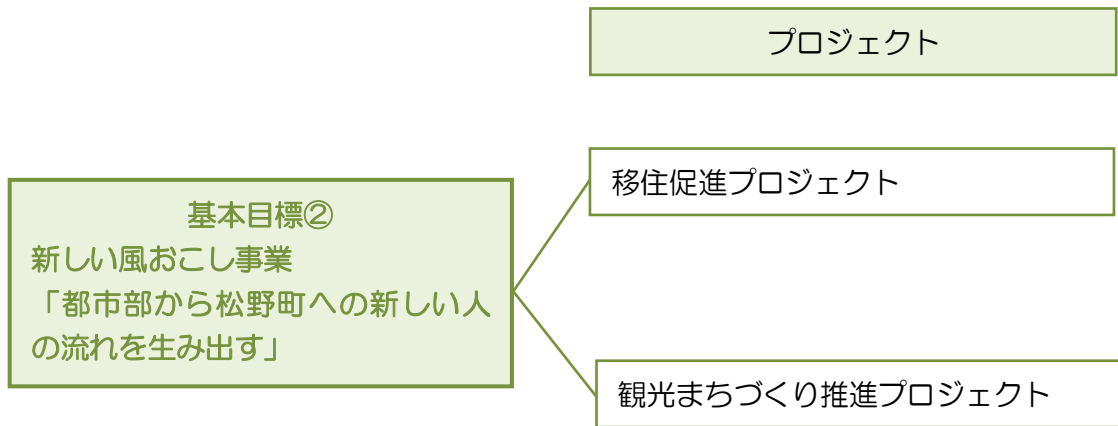 プロジェクト
移住促進プロジェクト
基本目標②
新しい風おこし事業
「都市部から松野町への新しい人
の流れを生み出す」
観光まちづくり推進プロジェクト